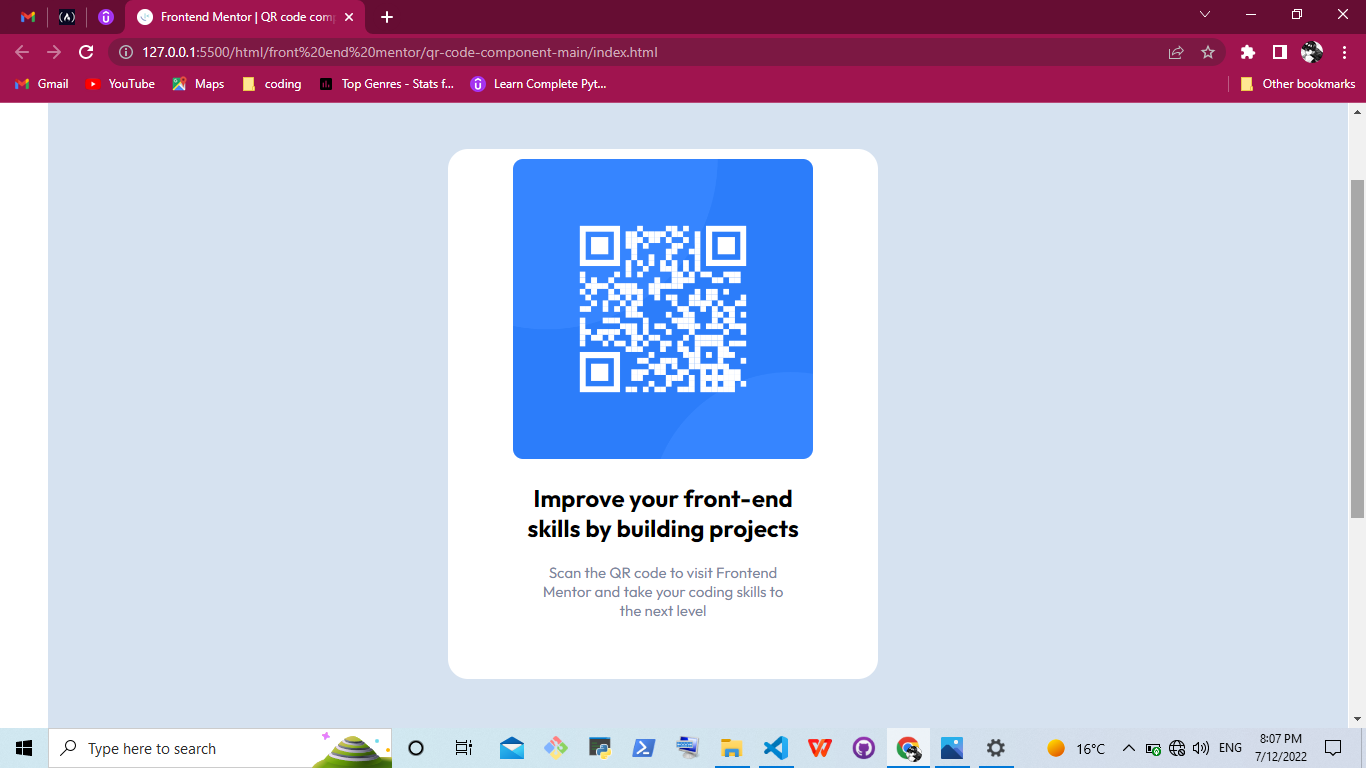 Frontend Mentor | QR code com
127.0.0.1:5500/html/front%20end%20mentor/qr-code-component-main/index.html
Gmail YouTube Maps coding Top Genres - Stats f... Learn Complete Pyt... Other bookmarks
Improve your front-end
skills by building projects
Scan the QR code to visit Frontend
Mentor and take your coding skills to
the next level
Type here to search
16°C
ENG
8:07 PM
7/12/2022